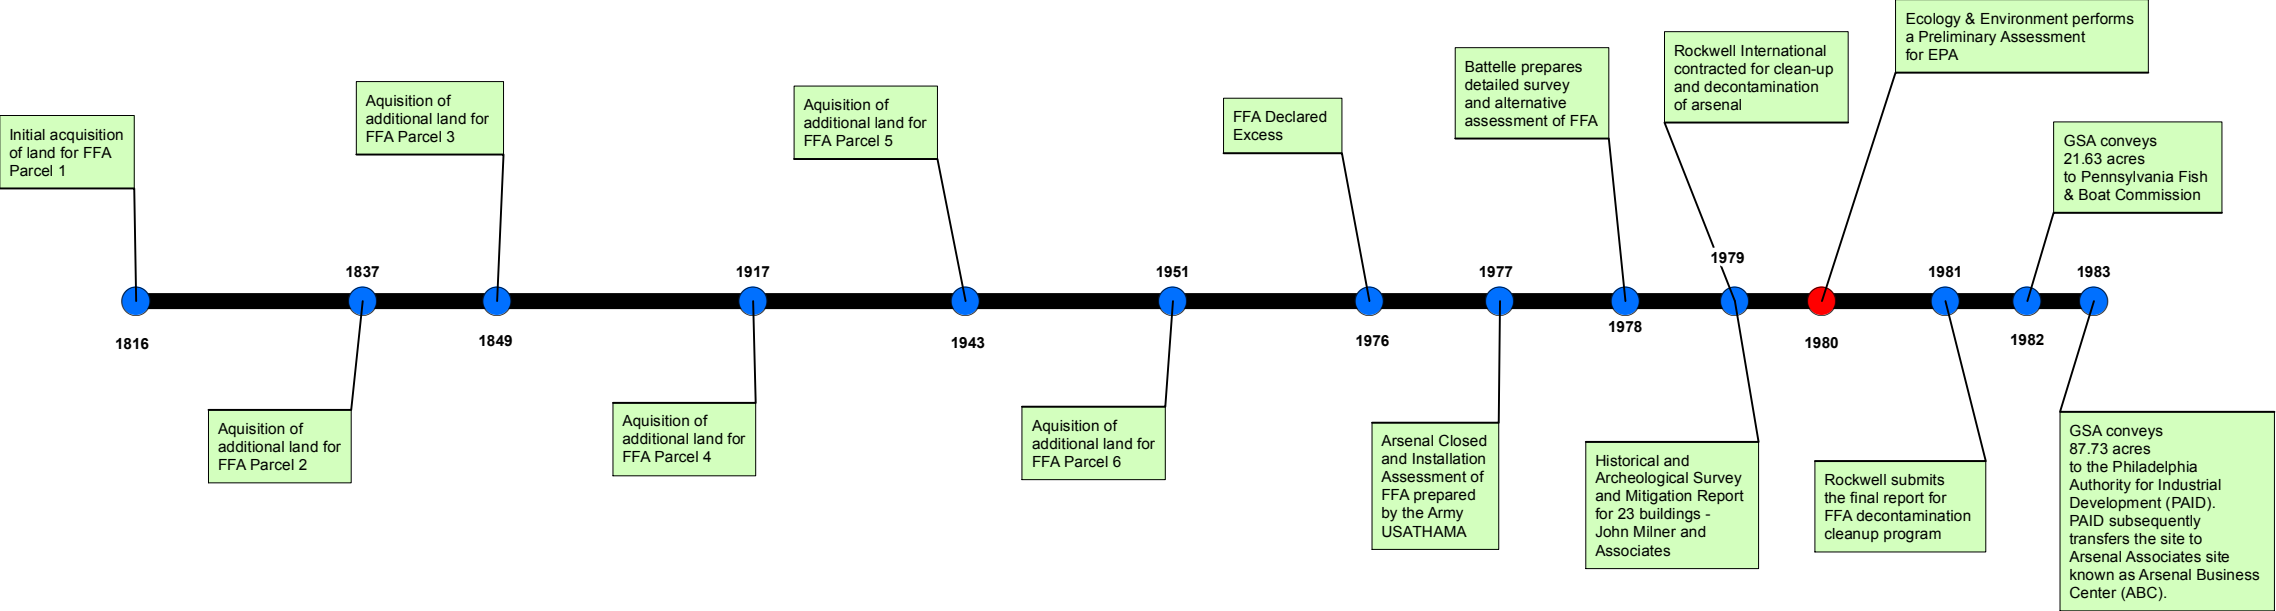 Initial acquisition
of land for FFA
Parcel 1
1816
1837
Aquisition of
additional land for
FFA Parcel 2
Aquisition of
additional land for
FFA Parcel 3
1849
1917
Aquisition of
additional land for
FFA Parcel 4
Aquisition of
additional land for
FFA Parcel 5
1943
1951
Aquisition of
additional land for
FFA Parcel 6
FFA Declared
Excess
1976
1977
Arsenal Closed
and Installation
Assessment of
FFA prepared
by the Army
USATHAMA
Battelle prepares
detailed survey
and alternative
assessment of FFA
1978
Rockwell International
contracted for clean-up
and decontamination
of arsenal
1979
Historical and
Archeological Survey
and Mitigation Report
for 23 buildings -
John Milner and
Associates
Ecology & Environment performs
a Preliminary Assessment
for EPA
1980
1981
Rockwell submits
the final report for
FFA decontamination
cleanup program
GSA conveys
21.63 acres
to Pennsylvania Fish
& Boat Commission
1982
1983
GSA conveys
87.73 acres
to the Philadelphia
Authority for Industrial
Development (PAID).
PAID subsequently
transfers the site to
Arsenal Associates site
known as Arsenal Business
Center (ABC).